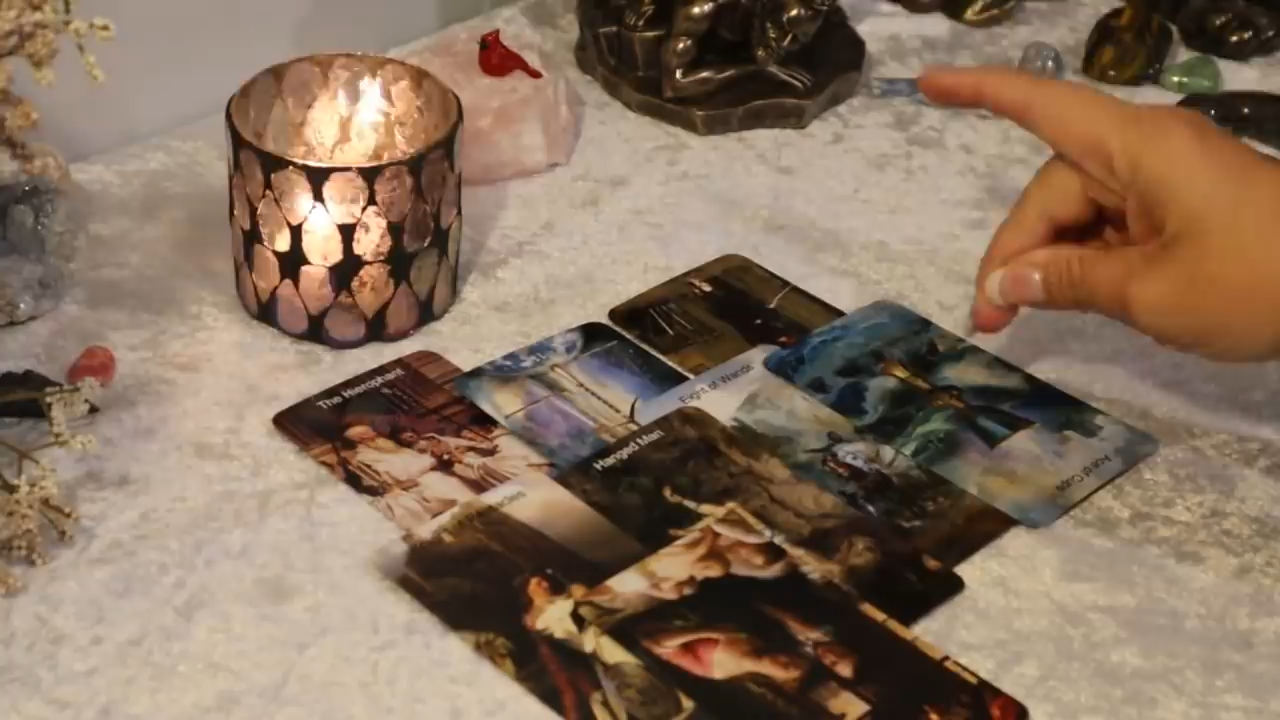 The Hierophant
Eight of Wands
Hanged Man
Ace of Cups